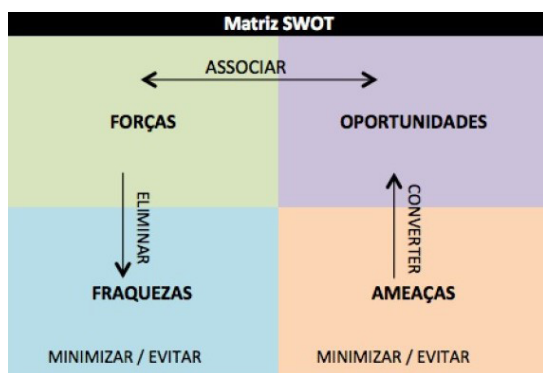 Matriz SWOT
ASSOCIAR
FORÇAS
OPORTUNIDADES
ELIMINAR
CONVERTER
FRAQUEZAS
AMEAÇAS
MINIMIZAR / EVITAR
MINIMIZAR / EVITAR